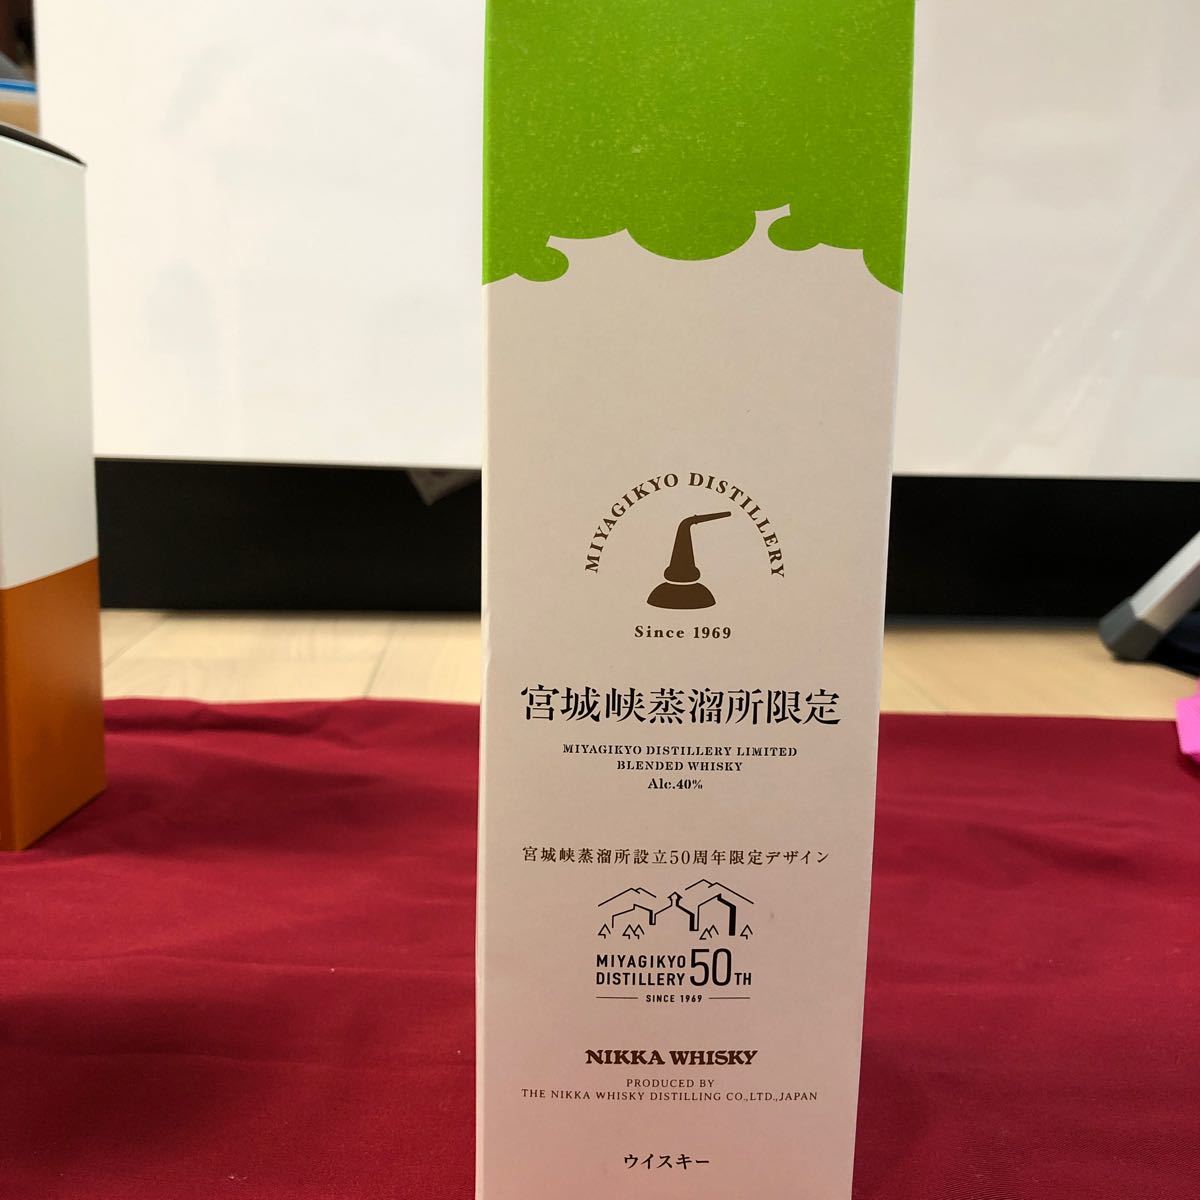 MIYAGIKYO DISTILLERY
Since 1969
宮城峡蒸溜所限定
MIYAGIKYO DISTILLERY LIMITED
BLENDED WHISKY
Alc.40%
宮城峡蒸溜所設立50周年限定デザイン
MIYAGIKYO
DISTILLERY 50TH
SINCE 1969
NIKKA WHISKY
PRODUCED BY
THE NIKKA WHISKY DISTILLING CO.,LTD.,JAPAN
ウイスキー